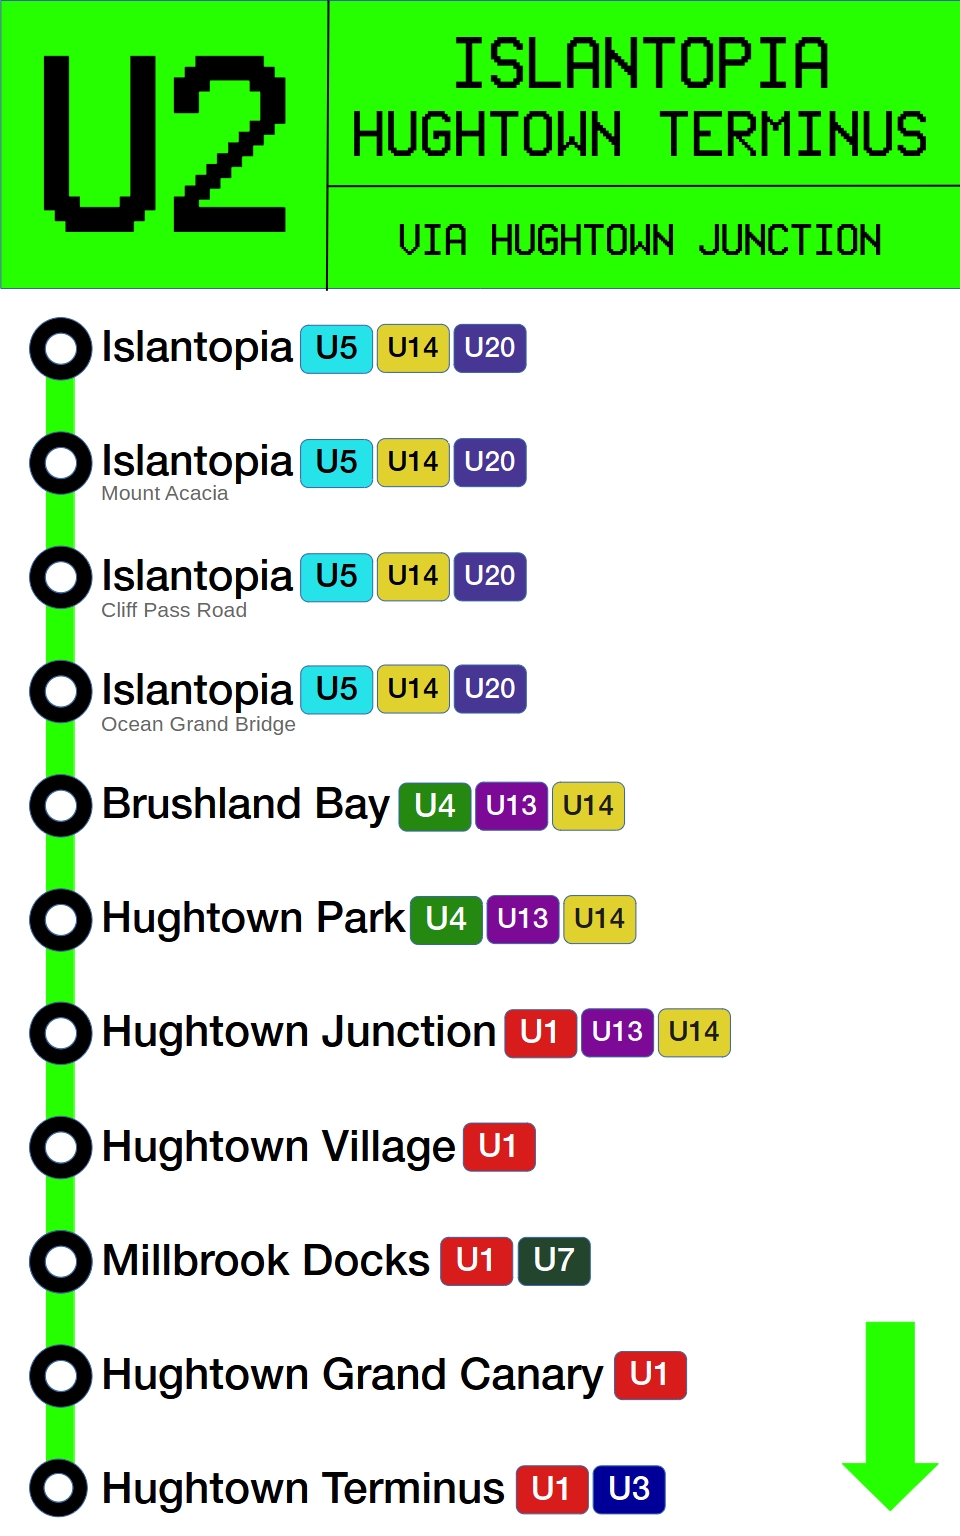 U2
ISLANTOPIA
HUGHTOWN TERMINUS
VIA HUGHTOWN JUNCTION
Islantopia U5 U14 U20
Islantopia U5 U14 U20
Mount Acacia
Islantopia U5 U14 U20
Cliff Pass Road
Islantopia U5 U14 U20
Ocean Grand Bridge
Brushland Bay U4 U13 U14
Hughtown Park U4 U13 U14
Hughtown Junction U1 U13 U14
Hughtown Village U1
Millbrook Docks U1 U7
Hughtown Grand Canary U1
Hughtown Terminus U1 U3